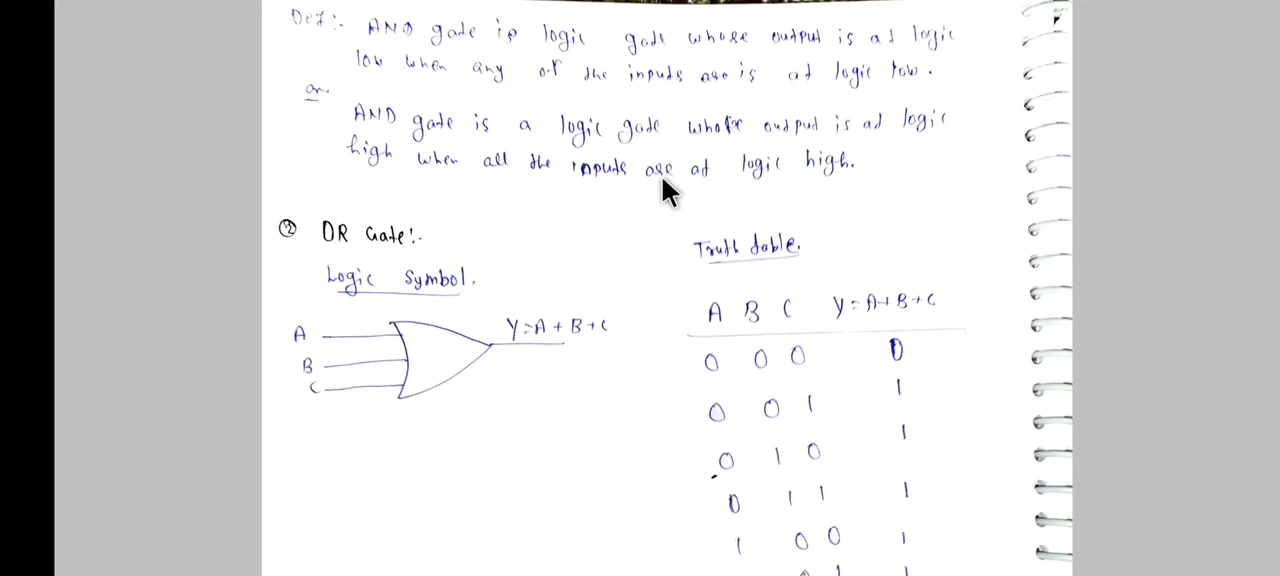 Def:- AND gate is logic gate whose output is at logic
low when any of the inputs are is at logic low.
or.
AND gate is a logic gate whose output is at logic
high when all the inputs are at logic high.
② OR Gate:-
Logic Symbol.
Truth table.
A B C Y=A+B+C
A Y=A+B+C
B
C
0 0 0 0
0 0 1 1
0 1 0 1
0 1 1 1
1 0 0 1
0 1 1